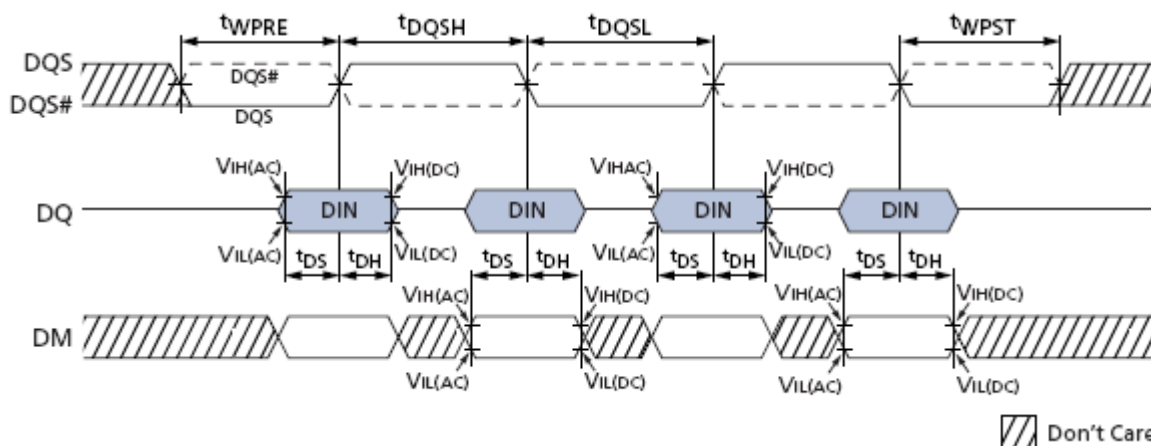 tWPRE tDQSH tDQSL tWPST
DQS
DQS#
DQS#
DQS
VIH(AC) VIH(DC) VIHAC) VIH(DC)
DQ DIN DIN DIN DIN
VIL(AC) VIL(DC) VIL(AC) VIL(DC)
tDS tDH tDS tDH tDS tDH tDS tDH
VIH(AC) VIH(DC) VIH(AC) VIH(DC)
DM
VIL(AC) VIL(DC) VIL(AC) VIL(DC)
Don't Care